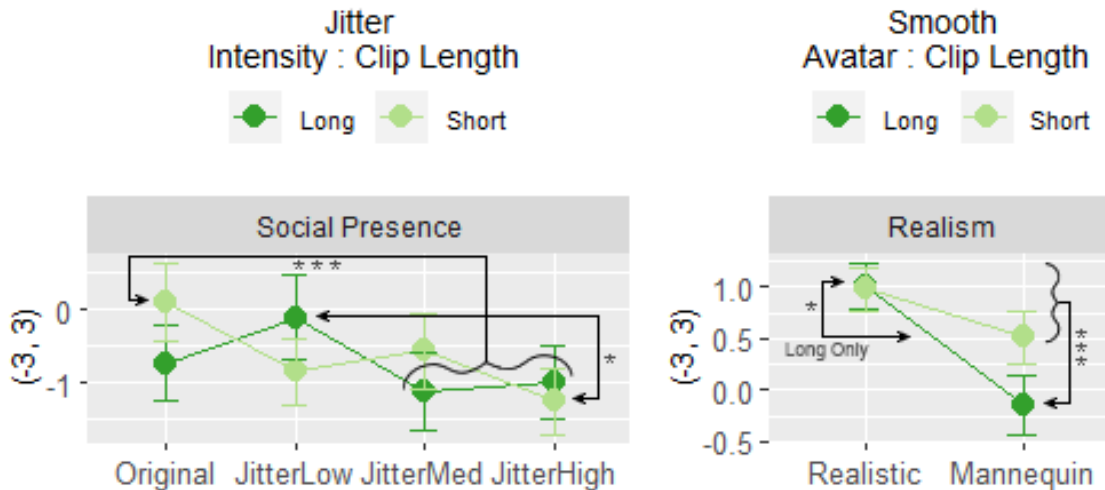 Jitter
Intensity : Clip Length
Long Short
Social Presence
***
*
(-3, 3)
0
-1
Original JitterLow JitterMed JitterHigh
Smooth
Avatar : Clip Length
Long Short
Realism
*
Long Only
***
(-3, 3)
1.0
0.5
0.0
-0.5
Realistic Mannequin